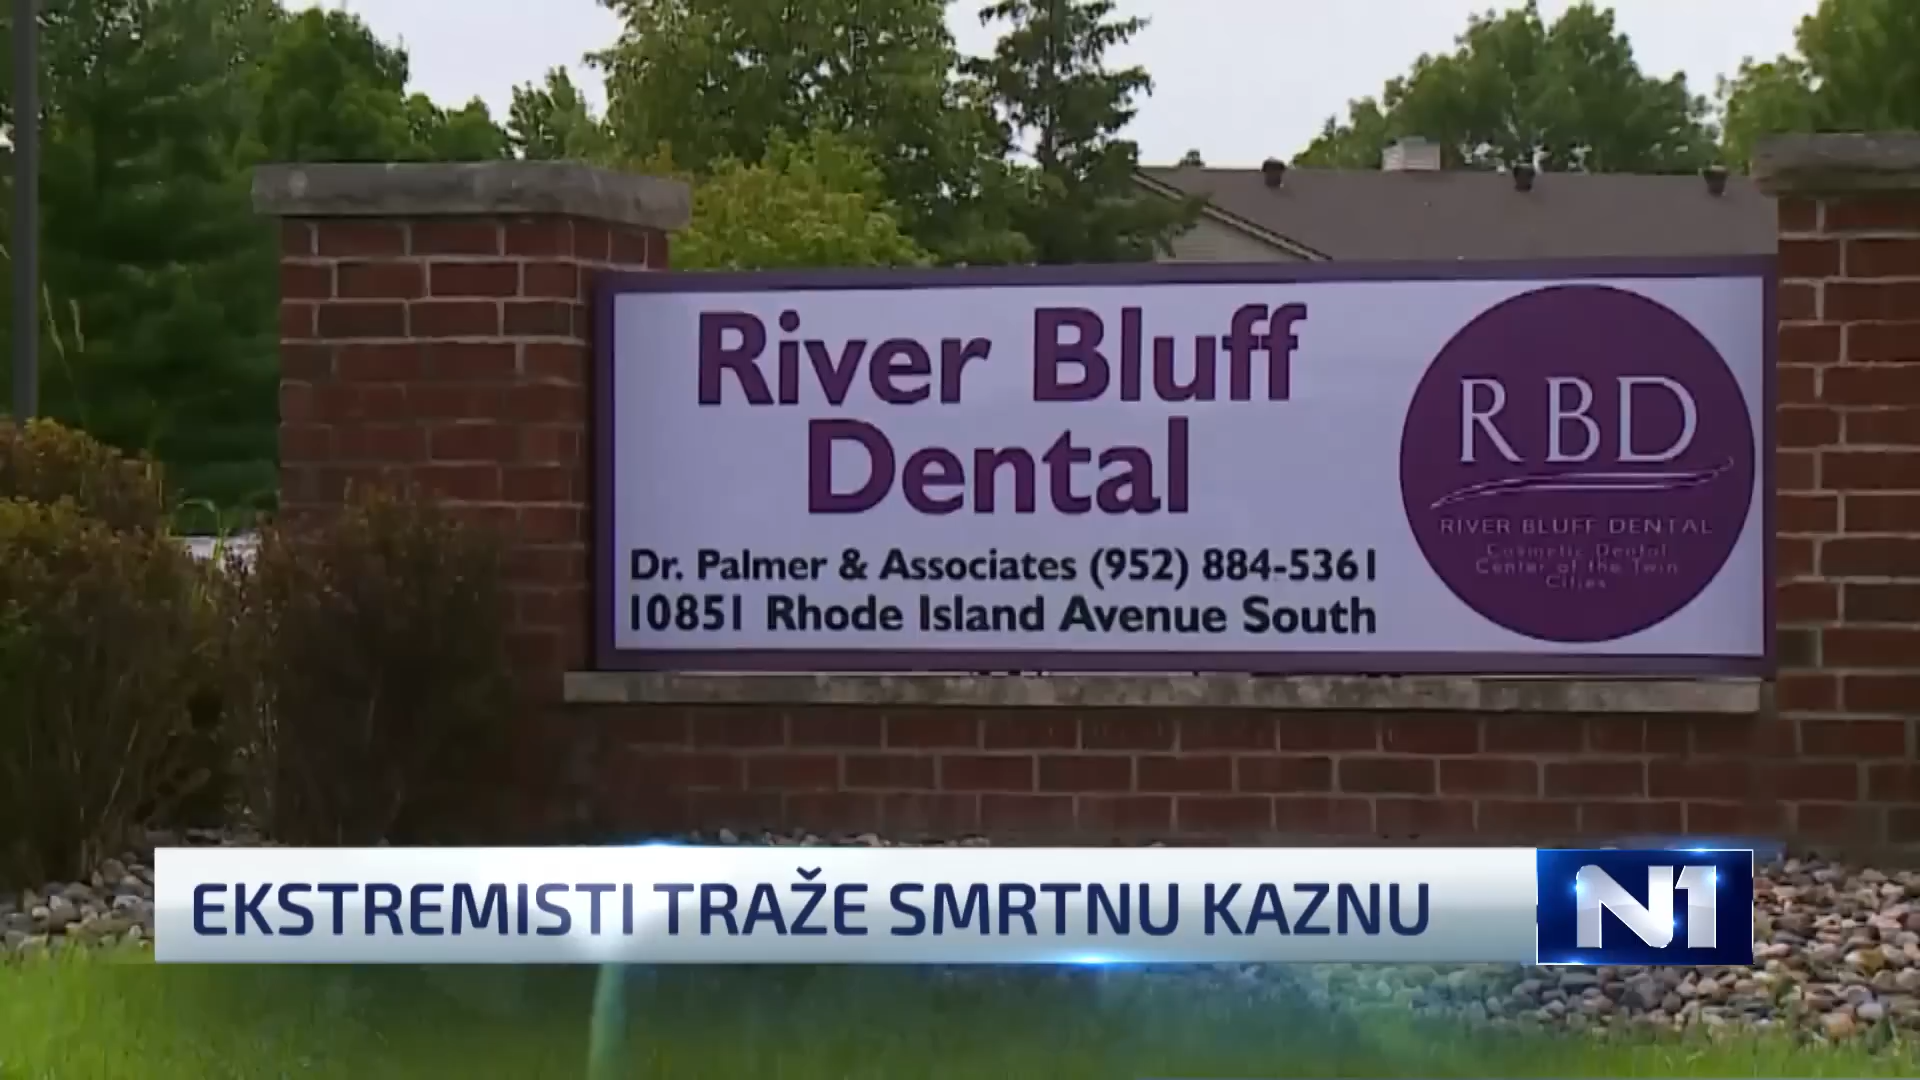 River Bluff
Dental
Dr. Palmer & Associates (952) 884-5361
10851 Rhode Island Avenue South
RBD
RIVER BLUFF DENTAL
Cosmetic Dental
Center of the Twin
Cities
EKSTREMISTI TRAŽE SMRTNU KAZNU
N1